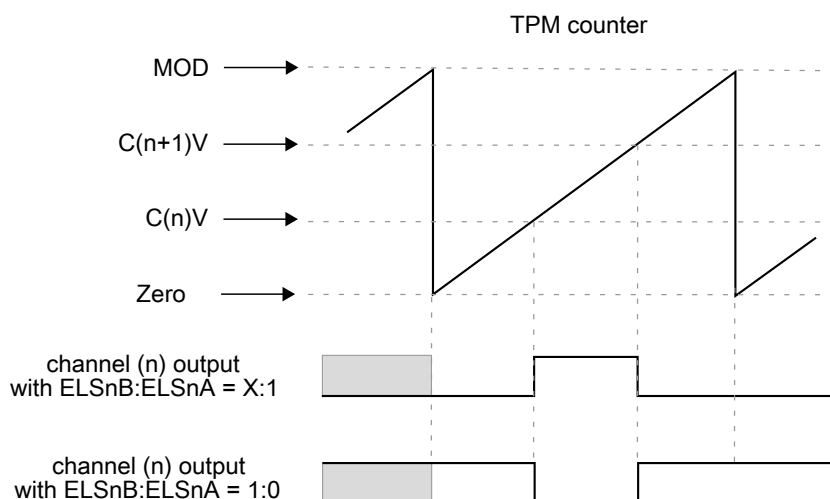 TPM counter
MOD
C(n+1)V
C(n)V
Zero
channel (n) output
with ELSnB:ELSnA = X:1
channel (n) output
with ELSnB:ELSnA = 1:0